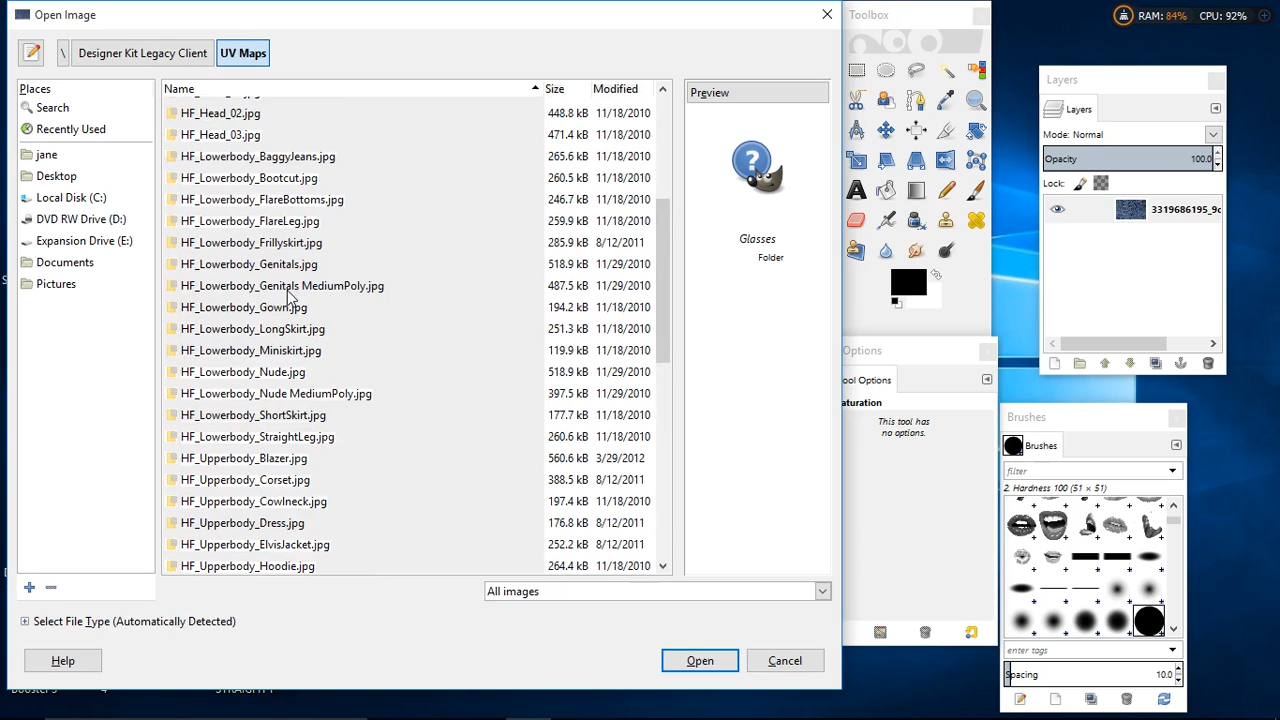 Open Image
Toolbox
RAM: 84% CPU: 92%
\ Designer Kit Legacy Client UV Maps
Places
Search
Recently Used
jane
Desktop
Local Disk (C:)
DVD RW Drive (D:)
Expansion Drive (E:)
Documents
Pictures
Name Size Modified
HF_Head_02.jpg 448.8 kB 11/18/2010
HF_Head_03.jpg 471.4 kB 11/18/2010
HF_Lowerbody_BaggyJeans.jpg 265.6 kB 11/18/2010
HF_Lowerbody_Bootcut.jpg 260.5 kB 11/18/2010
HF_Lowerbody_FlareBottoms.jpg 246.7 kB 11/18/2010
HF_Lowerbody_FlareLeg.jpg 259.9 kB 11/18/2010
HF_Lowerbody_Frillyskirt.jpg 285.9 kB 8/12/2011
HF_Lowerbody_Genitals.jpg 518.9 kB 11/29/2010
HF_Lowerbody_Genitals MediumPoly.jpg 487.5 kB 11/29/2010
HF_Lowerbody_Gown.jpg 194.2 kB 11/18/2010
HF_Lowerbody_LongSkirt.jpg 251.3 kB 11/18/2010
HF_Lowerbody_Miniskirt.jpg 119.9 kB 11/18/2010
HF_Lowerbody_Nude.jpg 518.9 kB 11/29/2010
HF_Lowerbody_Nude MediumPoly.jpg 397.5 kB 11/29/2010
HF_Lowerbody_ShortSkirt.jpg 177.7 kB 11/18/2010
HF_Lowerbody_StraightLeg.jpg 260.6 kB 11/18/2010
HF_Upperbody_Blazer.jpg 560.6 kB 3/29/2012
HF_Upperbody_Corset.jpg 388.5 kB 8/12/2011
HF_Upperbody_Cowlneck.jpg 197.4 kB 11/18/2010
HF_Upperbody_Dress.jpg 176.8 kB 8/12/2011
HF_Upperbody_ElvisJacket.jpg 252.2 kB 8/12/2011
HF_Upperbody_Hoodie.jpg 264.4 kB 11/18/2010
Preview
Glasses
Folder
All images
Select File Type (Automatically Detected)
Help
Open
Cancel
Options
ool Options
aturation
This tool has
no options.
Layers
Layers
Mode: Normal
Opacity 100.0
Lock:
3319686195_9c
Brushes
Brushes
filter
2. Hardness 100 (51 × 51)
enter tags
Spacing 10.0